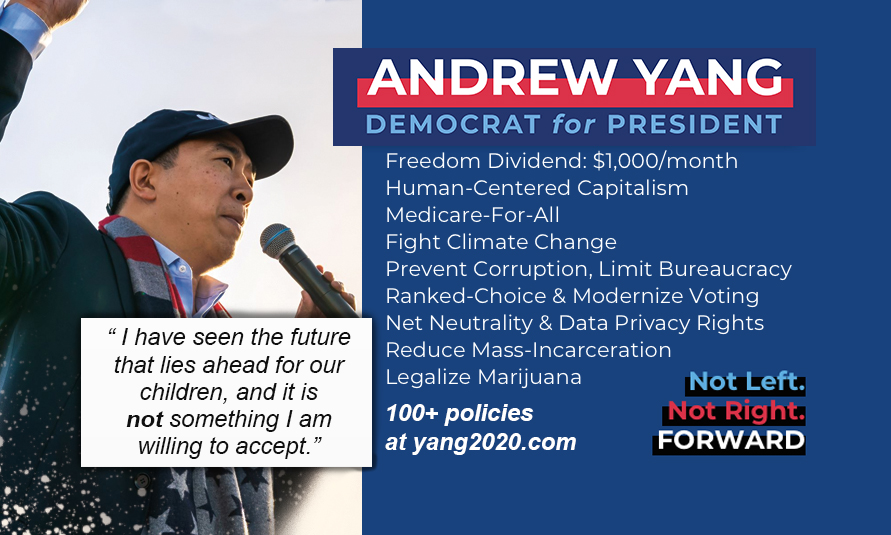 ANDREW YANG
DEMOCRAT for PRESIDENT
Freedom Dividend: $1,000/month
Human-Centered Capitalism
Medicare-For-All
Fight Climate Change
Prevent Corruption, Limit Bureaucracy
Ranked-Choice & Modernize Voting
Net Neutrality & Data Privacy Rights
Reduce Mass-Incarceration
Legalize Marijuana
100+ policies
at yang2020.com
Not Left.
Not Right.
FORWARD
“ I have seen the future
that lies ahead for our
children, and it is
not something I am
willing to accept.”